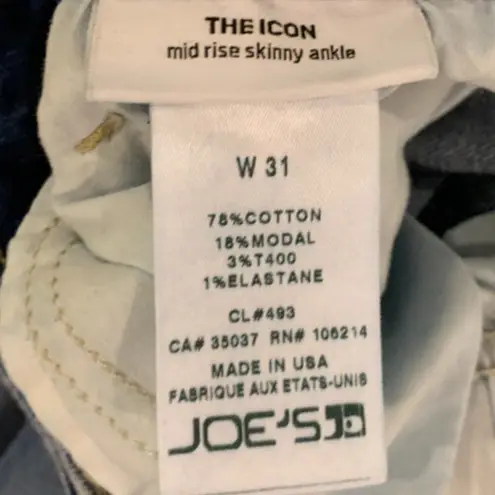 THE ICON
mid rise skinny ankle
W 31
78%COTTON
18%MODAL
3%T400
1%ELASTANE
CL#493
CA# 35037 RN# 106214
MADE IN USA
FABRIQUE AUX ETATS-UNIS
JOE'S